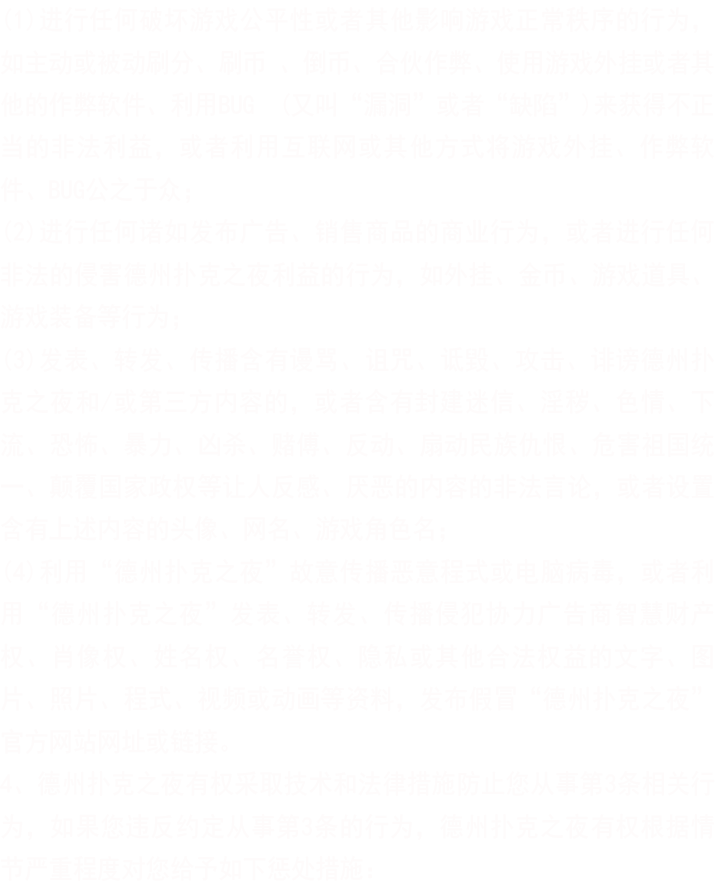 (1)进行任何破坏游戏公平性或者其他影响游戏正常秩序的行为，
如主动或被动刷分、刷币、倒币、合伙作弊、使用游戏外挂或者其
他的作弊软件、利用BUG（又叫“漏洞”或者“缺陷”)来获得不正
当的非法利益，或者利用互联网或其他方式将游戏外挂、作弊软
件、BUG公之于众；
(2)进行任何诸如发布广告、销售商品的商业行为，或者进行任何
非法的侵害德州扑克之夜利益的行为，如外挂、金币、游戏道具、
游戏装备等行为；
(3)发表、转发、传播含有谩骂、诅咒、诋毁、攻击、诽谤德州扑
克之夜和/或第三方内容的，或者含有封建迷信、淫秽、色情、下
流、恐怖、暴力、凶杀、赌博、反动、煽动民族仇恨、危害祖国统
一、颠覆国家政权等让人反感、厌恶的内容的非法言论，或者设置
含有上述内容的头像、网名、游戏角色名；
(4)利用“德州扑克之夜”故意传播恶意程式或电脑病毒，或者利
用“德州扑克之夜”发表、转发、传播侵犯协力广告商智慧财产
权、肖像权、姓名权、名誉权、隐私或其他合法权益的文字、图
片、照片、程式、视频或动画等资料，发布假冒“德州扑克之夜”
官方网站网址或链接。
4、德州扑克之夜有权采取技术和法律措施防止您从事第3条相关行
为，如果您违反约定从事第3条的行为，德州扑克之夜有权根据情
节严重程度对您给予如下惩处措施：